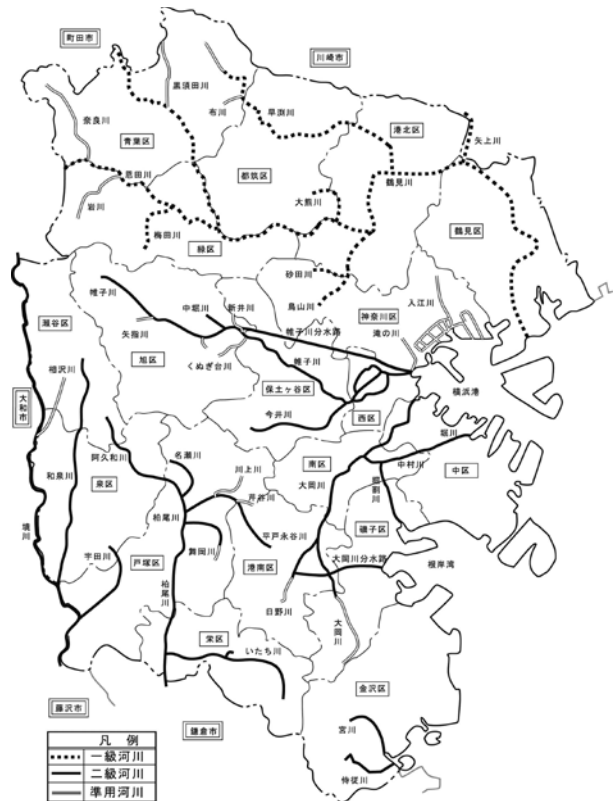 町田市
川崎市
黒須田川
奈良川
布川
早渕川
青葉区
港北区
矢上川
恩田川
都筑区
鶴見川
岩川
大熊川
梅田川
緑区
鶴見区
砂田川
鳥山川
帷子川
中堀川
新井川
入江川
神奈川区
瀬谷区
帷子川分水路
滝の川
矢指川
旭区
くぬぎ台川
帷子川
相沢川
保土ヶ谷区
横浜港
大和市
今井川
西区
堀川
名瀬川
南区
中村川
中区
阿久和川
川上川
大岡川
和泉川
泉区
芹谷川
堀割川
柏尾川
磯子区
境川
宇田川
戸塚区
舞岡川
平戸永谷川
大岡川分水路
根岸湾
港南区
柏尾川
日野川
大岡川
栄区
いたち川
金沢区
藤沢市
鎌倉市
宮川
侍従川
凡例
一級河川
二級河川
準用河川